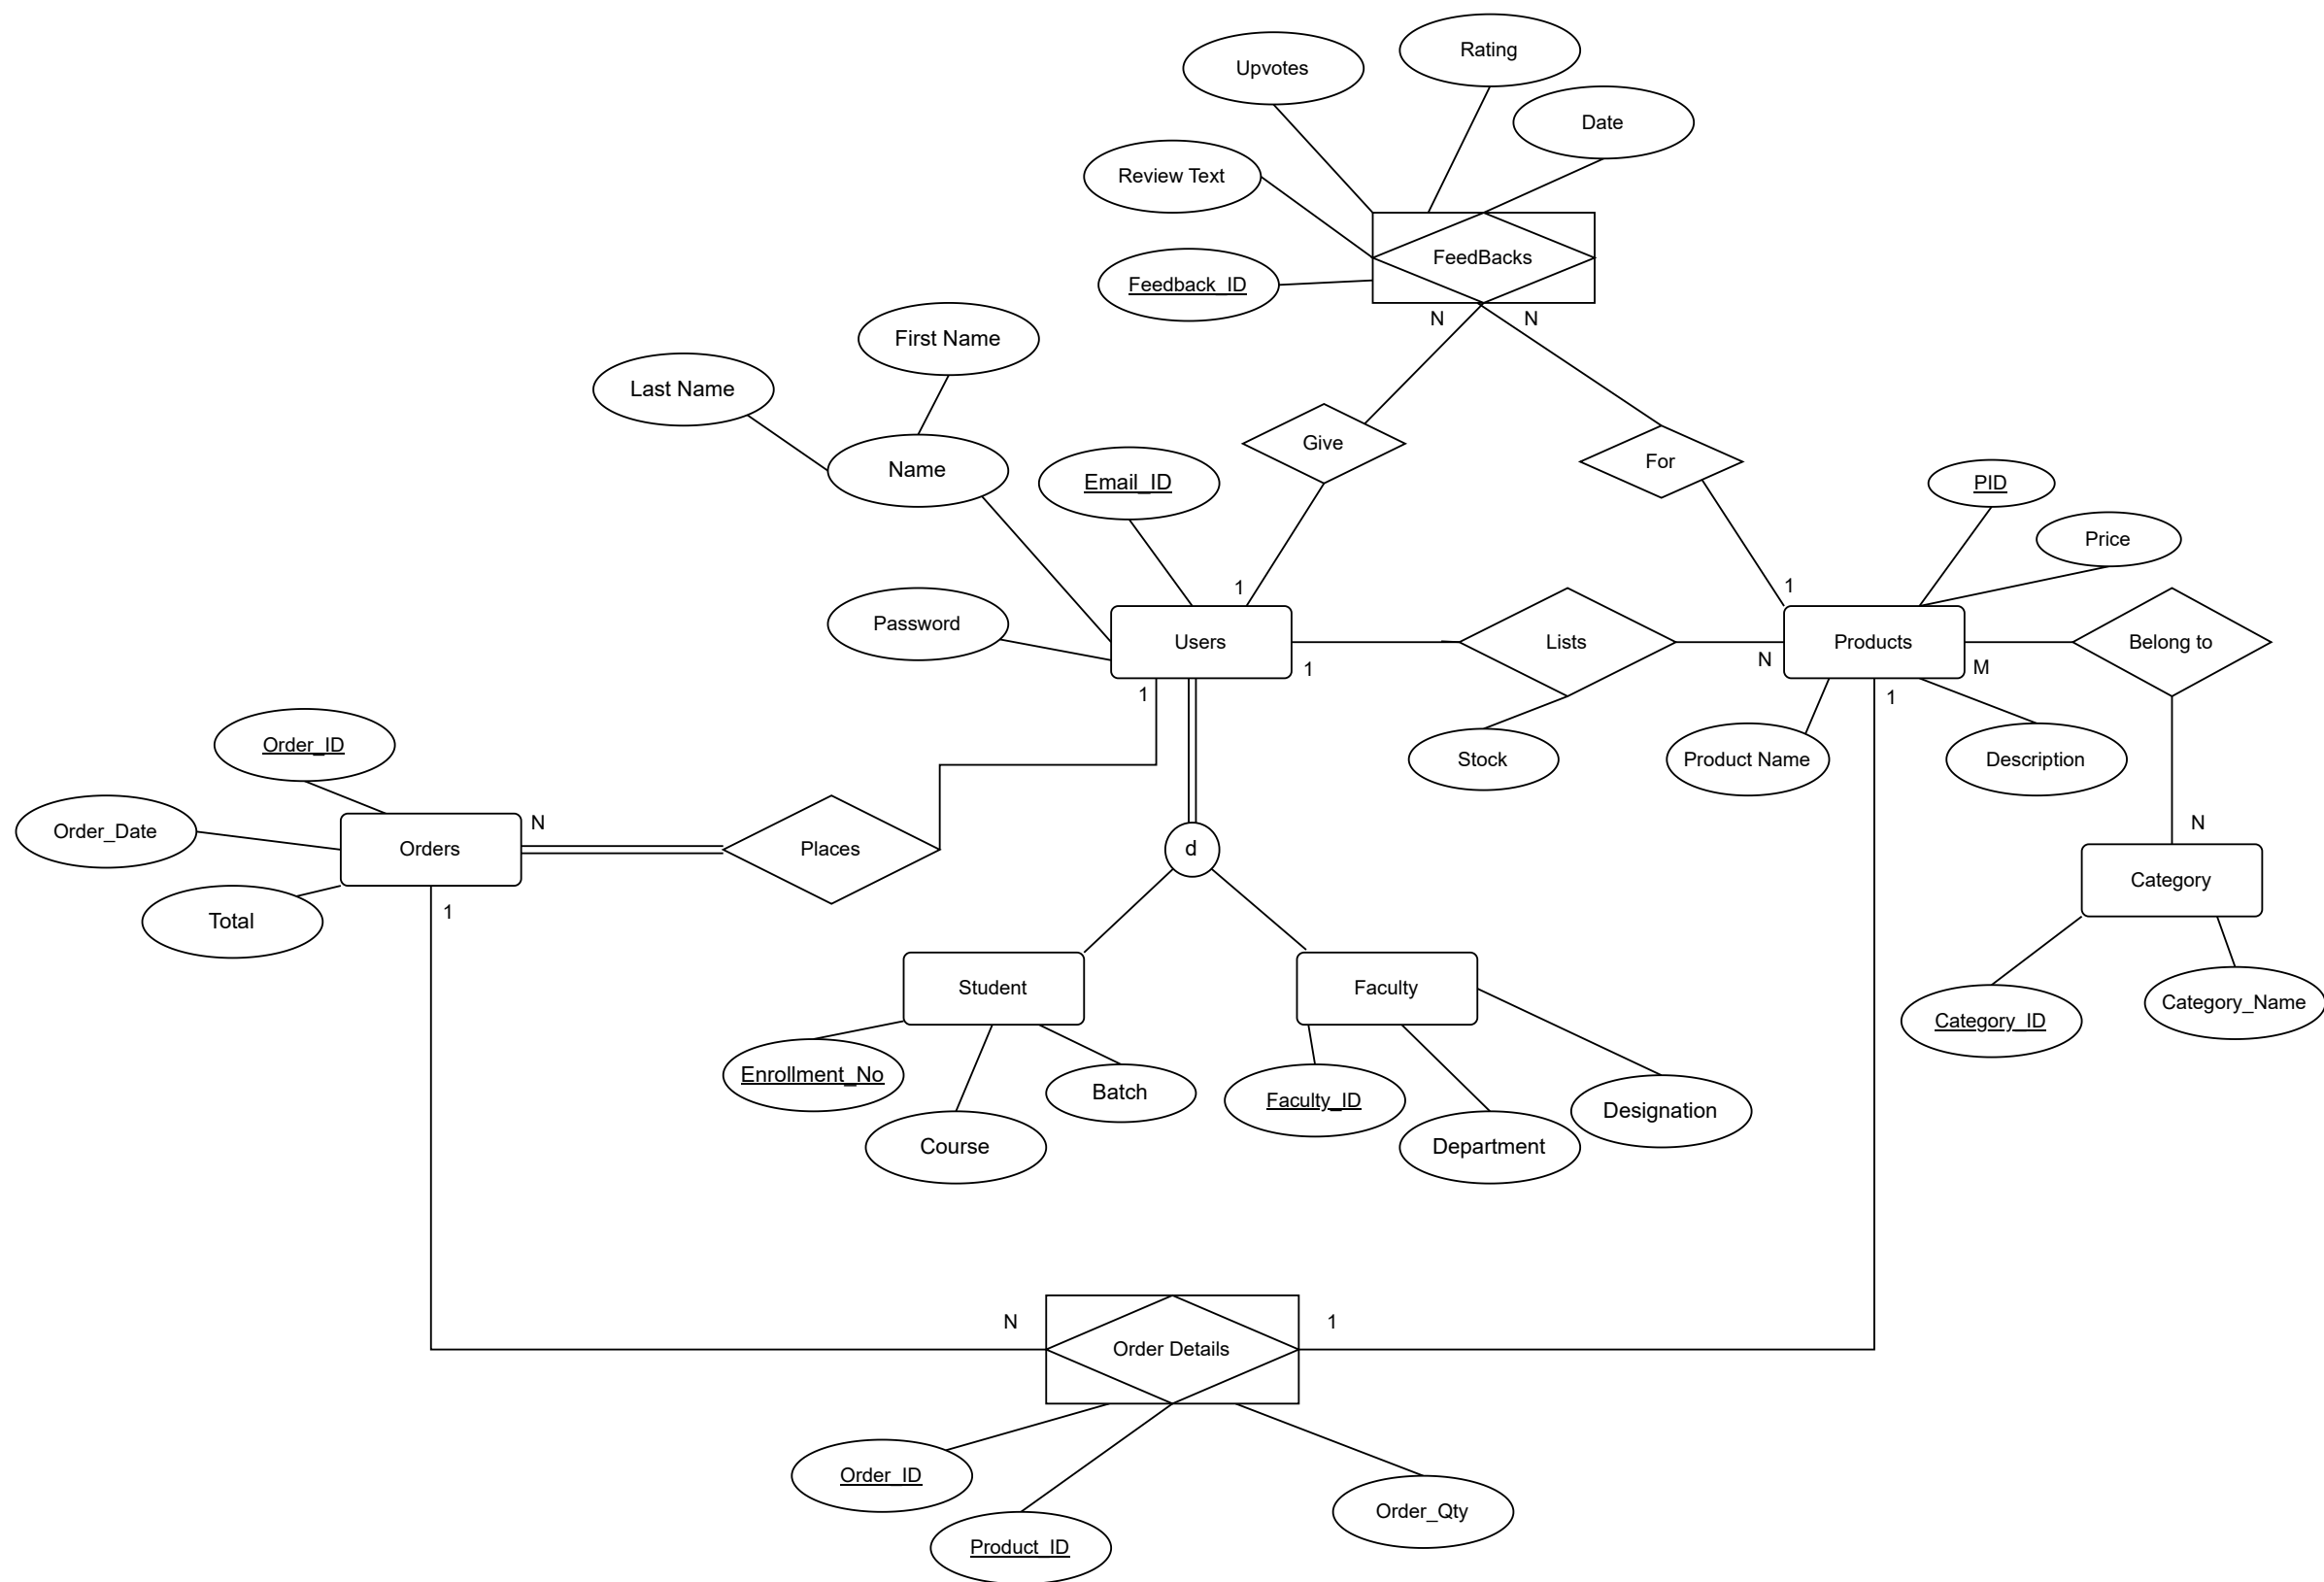 Rating
Upvotes
Date
Review Text
FeedBacks
Feedback_ID
N
N
First Name
Last Name
Give
For
Name
Email_ID
PID
Price
1
1
Password
Users
Lists
Products
Belong to
1
N
M
1
1
Order_ID
Stock
Product Name
Description
Order_Date
N
N
Orders
Places
d
Category
1
Total
Student
Faculty
Category_Name
Category_ID
Enrollment_No
Batch
Faculty_ID
Designation
Course
Department
N
1
Order Details
Order_ID
Order_Qty
Product_ID